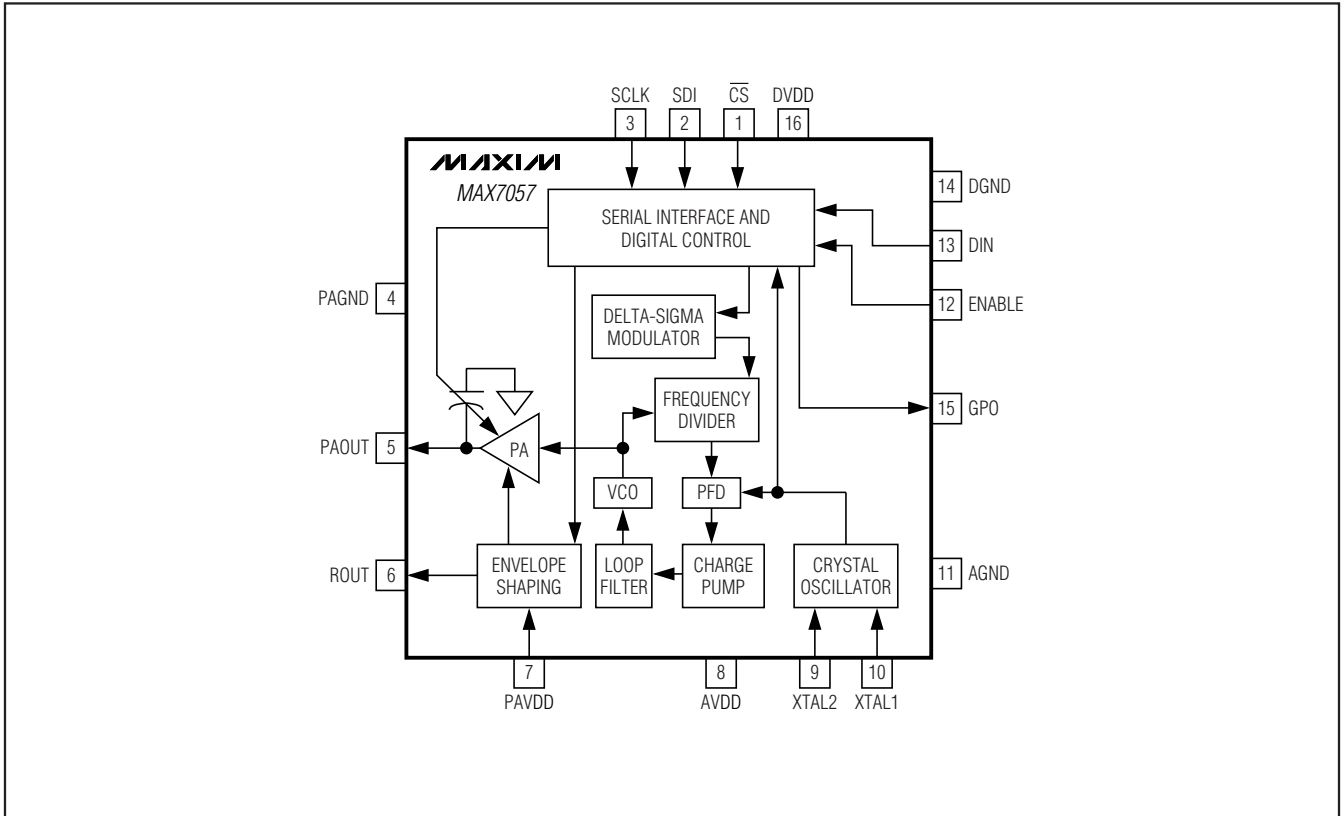 SCLK SDI CS DVDD
3 2 1 16
MAXIM
MAX7057
SERIAL INTERFACE AND
DIGITAL CONTROL
14 DGND
13 DIN
12 ENABLE
PAGND 4
DELTA-SIGMA
MODULATOR
FREQUENCY
DIVIDER
15 GPO
PAOUT 5
PA
VCO
PFD
ROUT 6
ENVELOPE
SHAPING
LOOP
FILTER
CHARGE
PUMP
CRYSTAL
OSCILLATOR
11 AGND
7 8 9 10
PAVDD AVDD XTAL2 XTAL1